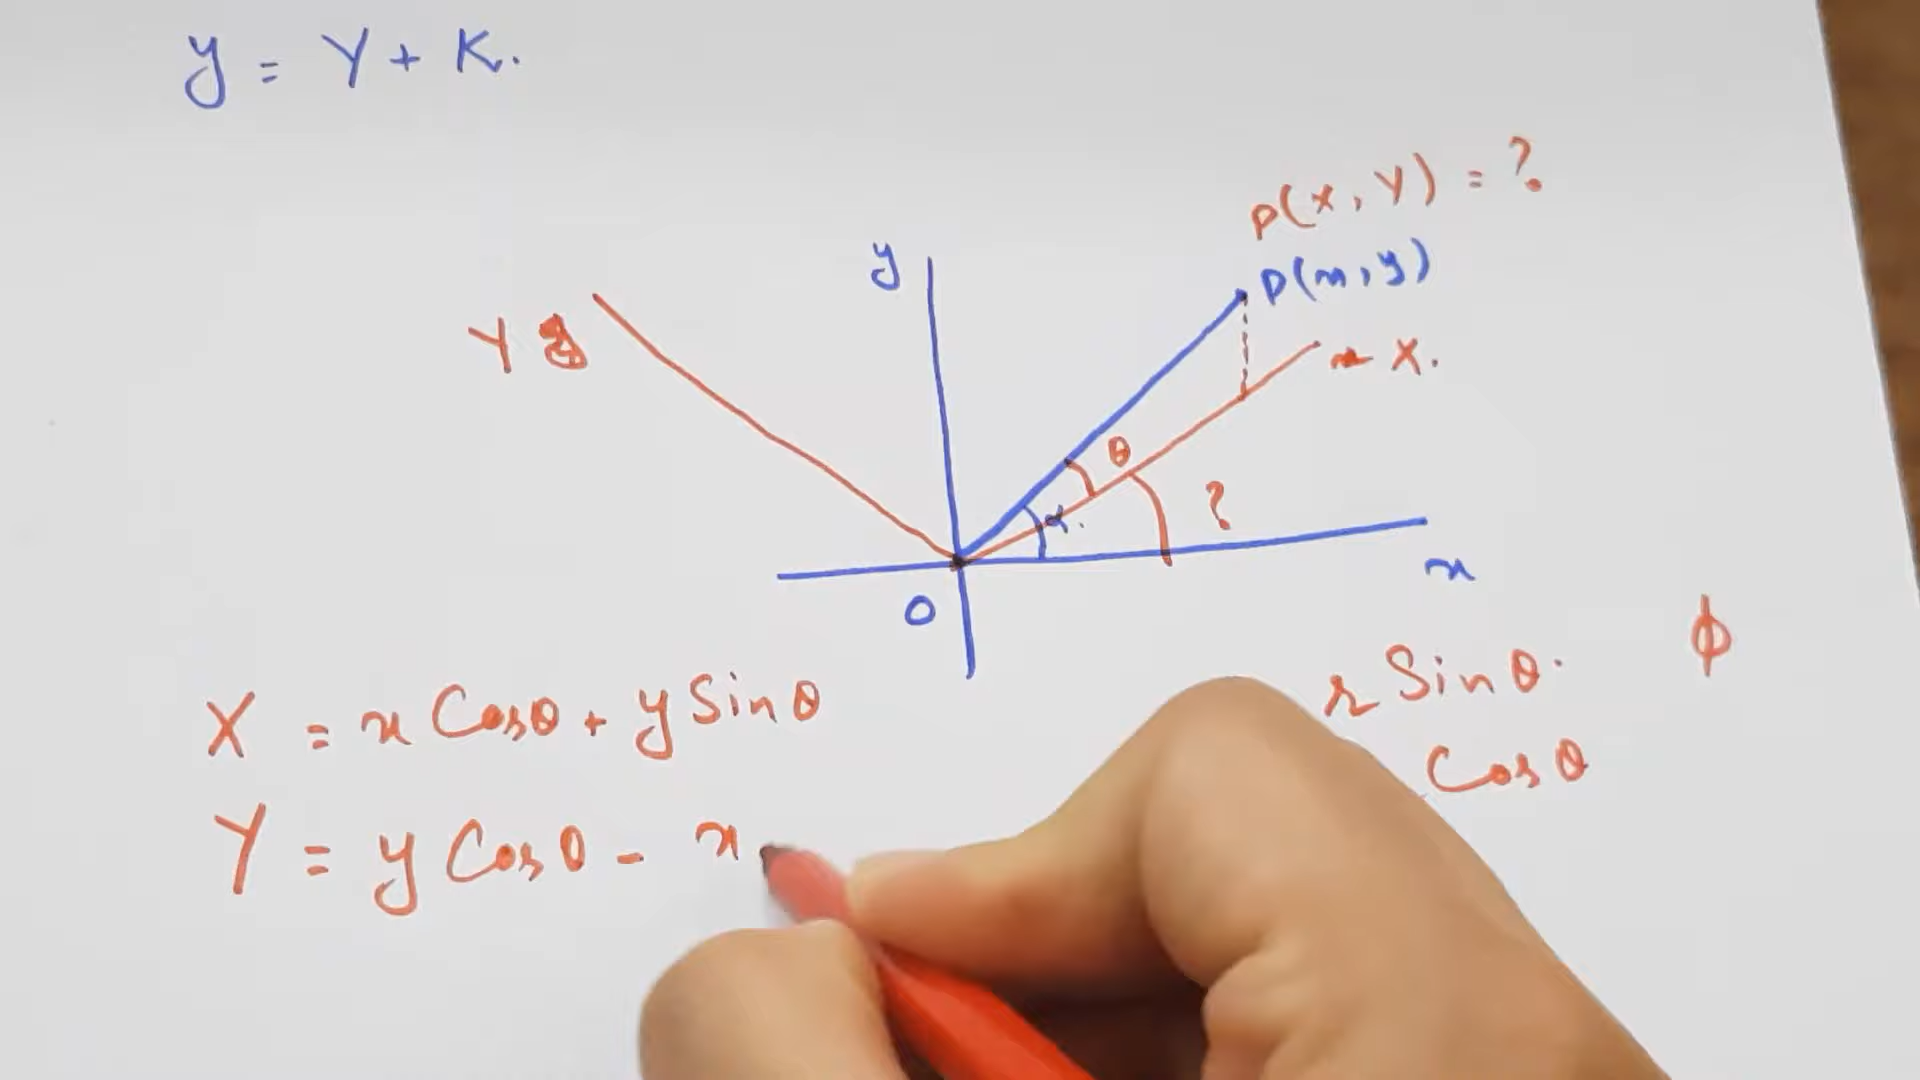 y = Y + K.
P(X, Y) = ?
y
P(x, y)
Y
X.
θ
α.
?
x
O
ϕ
r Sinθ.
X = x Cosθ + y Sinθ
Cosθ
Y = y Cosθ - x